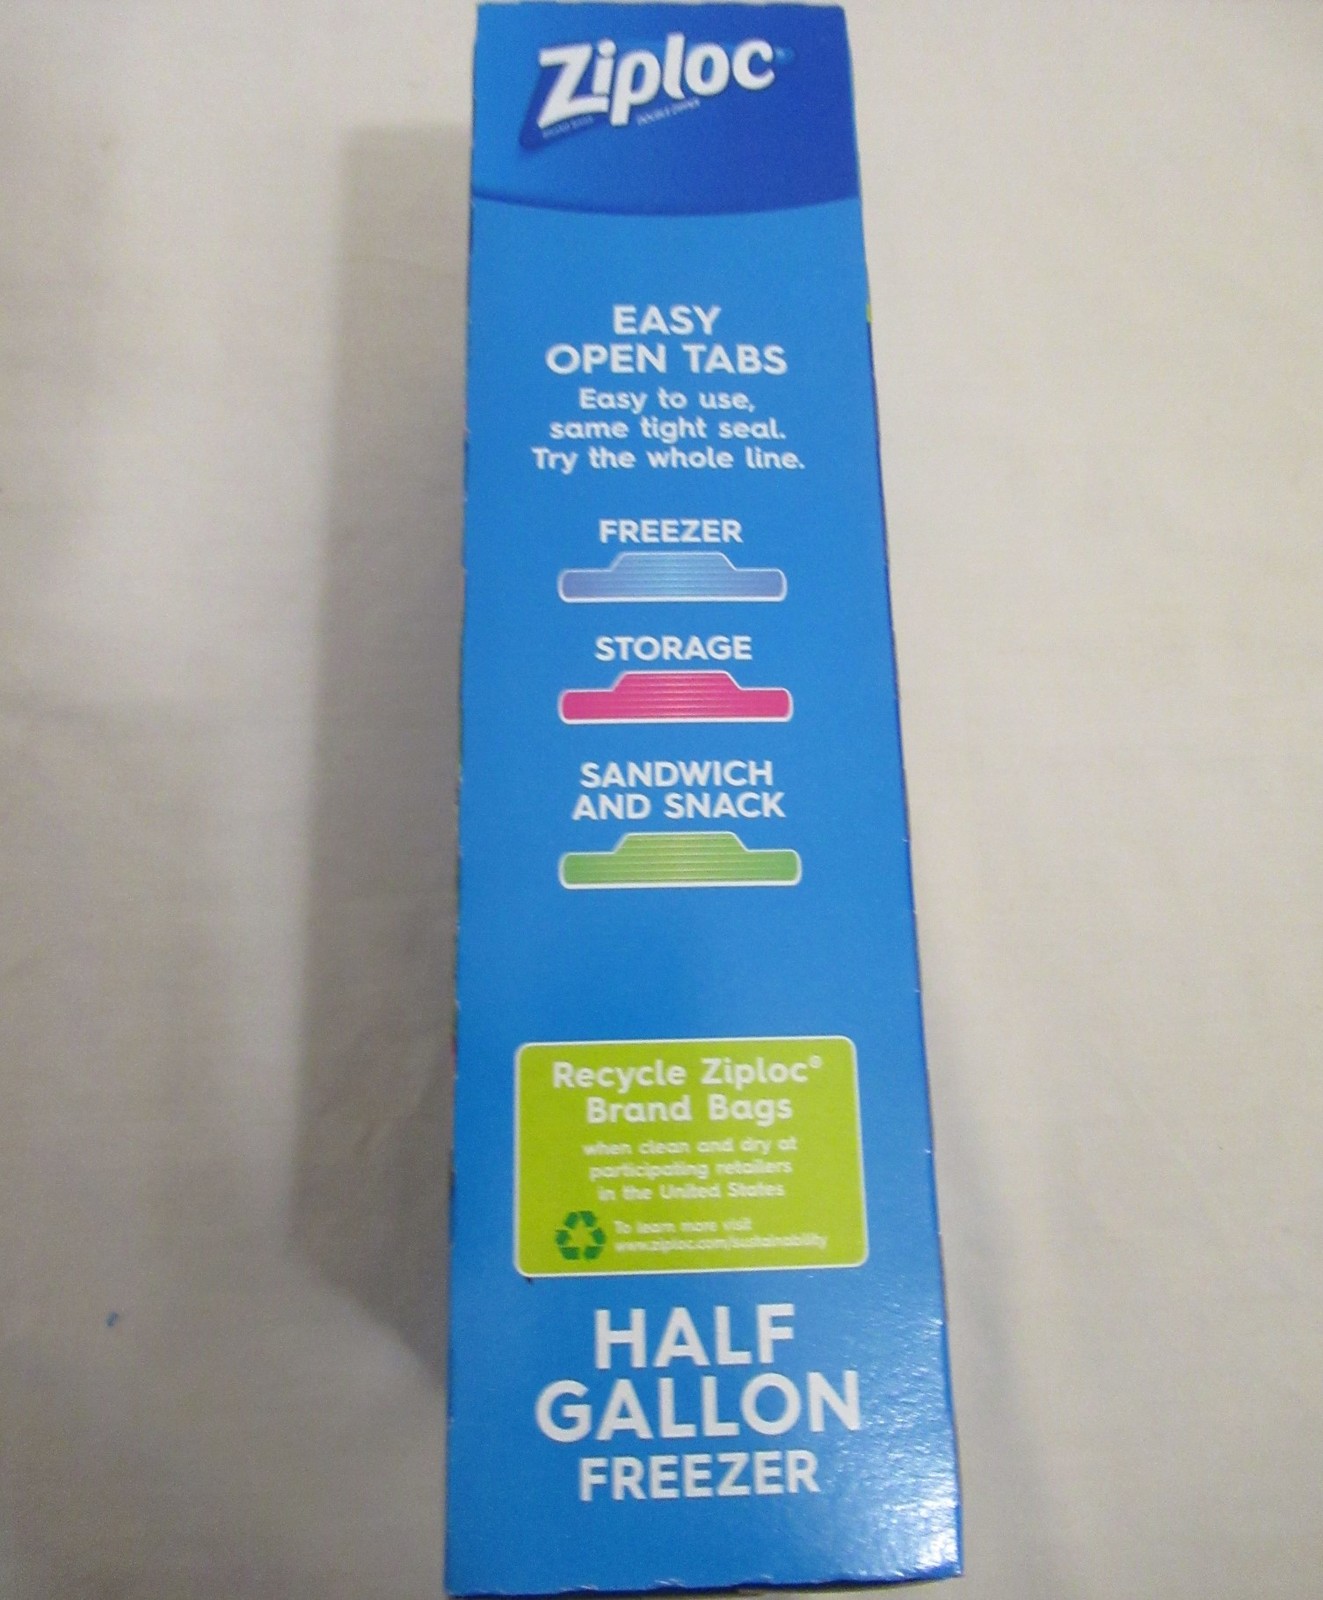 Ziploc
EASY
OPEN TABS
Easy to use,
same tight seal.
Try the whole line.
FREEZER
STORAGE
SANDWICH
AND SNACK
Recycle Ziploc®
Brand Bags
when clean and dry at
participating retailers
in the United States
To learn more visit
www.ziploc.com/sustainability
HALF
GALLON
FREEZER